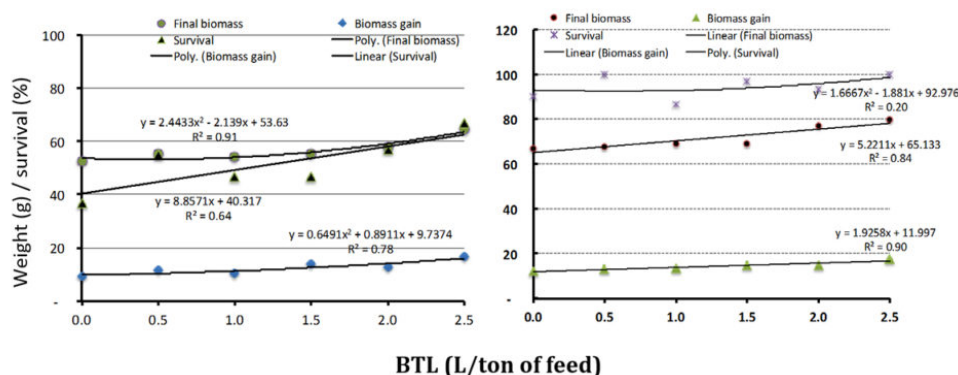 Final biomass
Biomass gain
Survival
Poly. (Final biomass)
Poly. (Biomass gain)
Linear (Survival)
100
80
60
40
20
-
Weight (g) / survival (%)
y = 2.4433x² - 2.139x + 53.63
R² = 0.91
y = 8.8571x + 40.317
R² = 0.64
y = 0.6491x² + 0.8911x + 9.7374
R² = 0.78
0.0 0.5 1.0 1.5 2.0 2.5
Final biomass
Biomass gain
Survival
Linear (Final biomass)
Linear (Biomass gain)
Poly. (Survival)
120
100
80
60
40
20
-
y = 1.6667x² - 1.881x + 92.976
R² = 0.20
y = 5.2211x + 65.133
R² = 0.84
y = 1.9258x + 11.997
R² = 0.90
0.0 0.5 1.0 1.5 2.0 2.5
BTL (L/ton of feed)